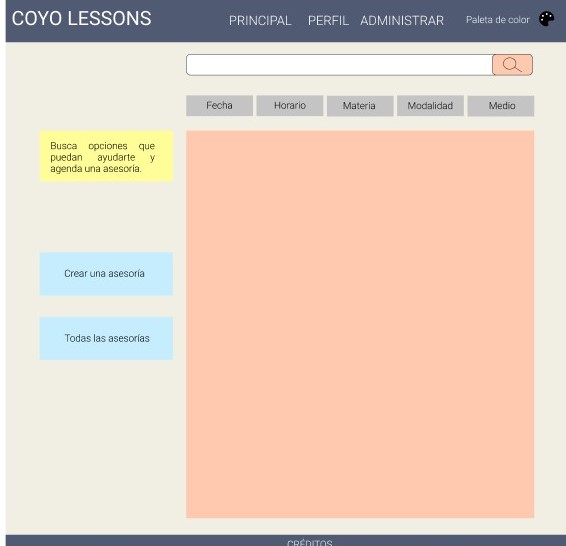 COYO LESSONS
PRINCIPAL PERFIL ADMINISTRAR Paleta de color
Fecha Horario Materia Modalidad Medio
Busca opciones que
puedan ayudarte y
agenda una asesoría.
Crear una asesoría
Todas las asesorías
CRÉDITOS